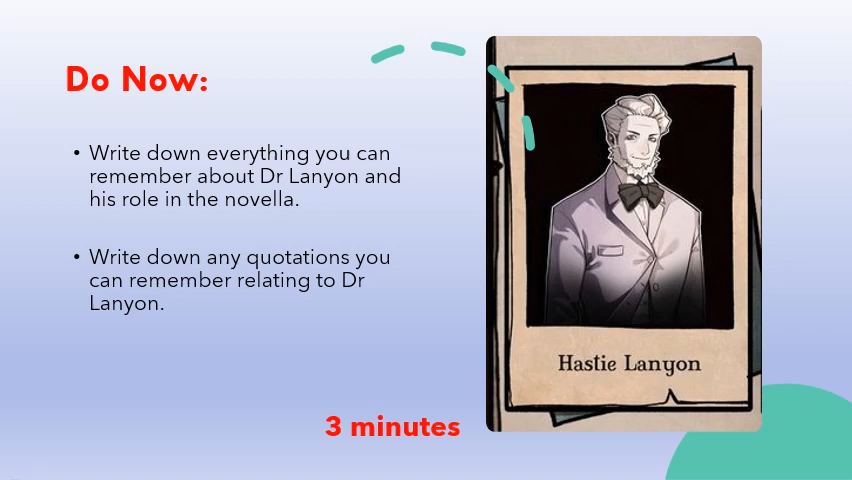 Do Now:
• Write down everything you can
remember about Dr Lanyon and
his role in the novella.
• Write down any quotations you
can remember relating to Dr
Lanyon.
3 minutes
Hastie Lanyon